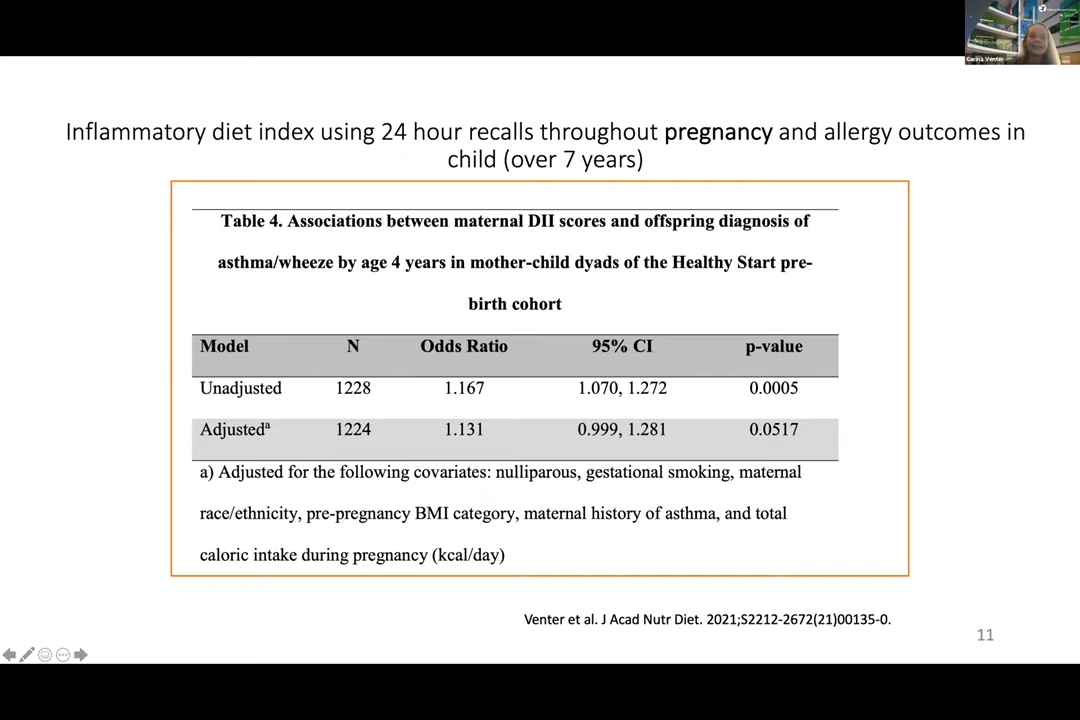 Carina Venter
Inflammatory diet index using 24 hour recalls throughout pregnancy and allergy outcomes in
child (over 7 years)
Table 4. Associations between maternal DII scores and offspring diagnosis of
asthma/wheeze by age 4 years in mother-child dyads of the Healthy Start pre-
birth cohort
Model N Odds Ratio 95% CI p-value
Unadjusted 1228 1.167 1.070, 1.272 0.0005
Adjustedᵃ 1224 1.131 0.999, 1.281 0.0517
a) Adjusted for the following covariates: nulliparous, gestational smoking, maternal
race/ethnicity, pre-pregnancy BMI category, maternal history of asthma, and total
caloric intake during pregnancy (kcal/day)
Venter et al. J Acad Nutr Diet. 2021;S2212-2672(21)00135-0.
11